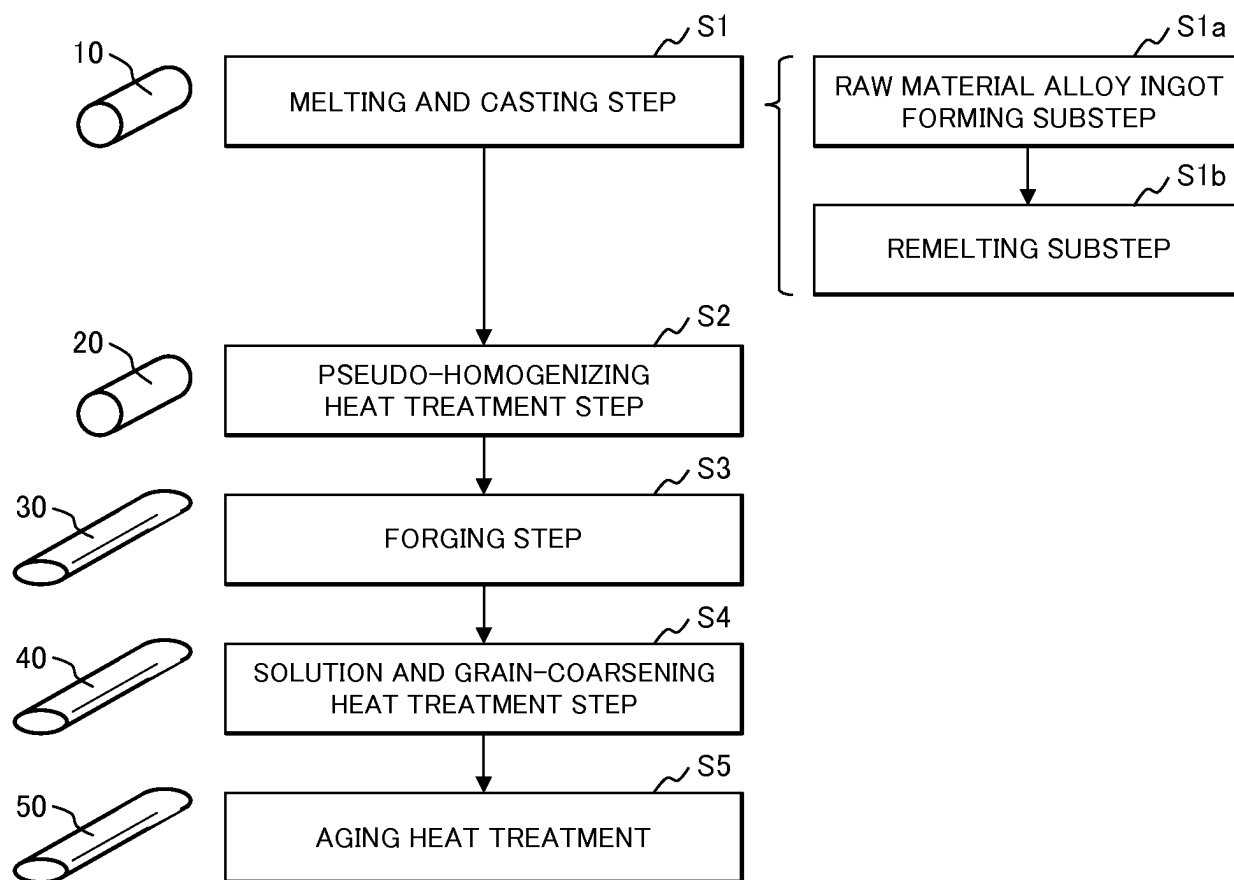 S1
S1a
10
MELTING AND CASTING STEP
RAW MATERIAL ALLOY INGOT
FORMING SUBSTEP
S1b
REMELTING SUBSTEP
S2
20
PSEUDO-HOMOGENIZING
HEAT TREATMENT STEP
S3
30
FORGING STEP
S4
40
SOLUTION AND GRAIN-COARSENING
HEAT TREATMENT STEP
S5
50
AGING HEAT TREATMENT